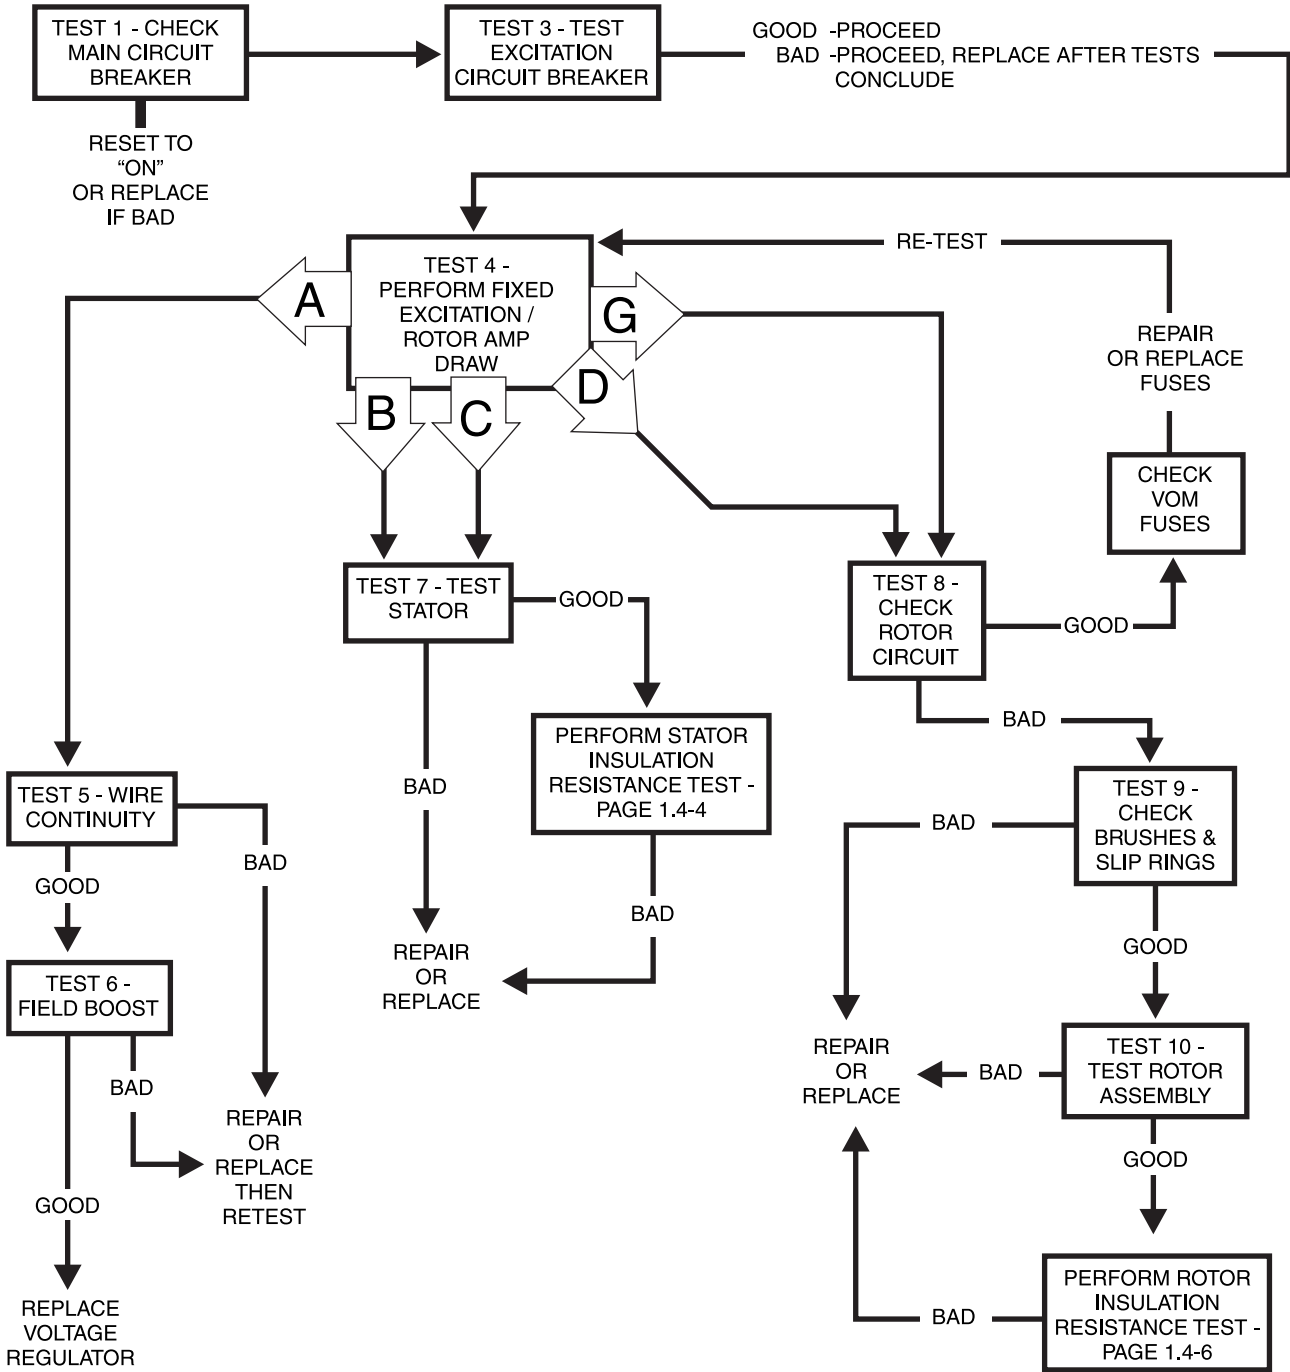 TEST 1 - CHECK
MAIN CIRCUIT
BREAKER
TEST 3 - TEST
EXCITATION
CIRCUIT BREAKER
GOOD -PROCEED
BAD -PROCEED, REPLACE AFTER TESTS
CONCLUDE
RESET TO
“ON”
OR REPLACE
IF BAD
TEST 4 -
PERFORM FIXED
EXCITATION /
ROTOR AMP
DRAW
A
B
C
D
G
RE-TEST
REPAIR
OR REPLACE
FUSES
CHECK
VOM
FUSES
TEST 7 - TEST
STATOR
GOOD
BAD
PERFORM STATOR
INSULATION
RESISTANCE TEST -
PAGE 1.4-4
BAD
REPAIR
OR
REPLACE
TEST 8 -
CHECK
ROTOR
CIRCUIT
GOOD
BAD
TEST 5 - WIRE
CONTINUITY
GOOD
BAD
TEST 6 -
FIELD BOOST
BAD
GOOD
REPAIR
OR
REPLACE
THEN
RETEST
REPLACE
VOLTAGE
REGULATOR
TEST 9 -
CHECK
BRUSHES &
SLIP RINGS
BAD
GOOD
TEST 10 -
TEST ROTOR
ASSEMBLY
BAD
REPAIR
OR
REPLACE
GOOD
PERFORM ROTOR
INSULATION
RESISTANCE TEST -
PAGE 1.4-6
BAD